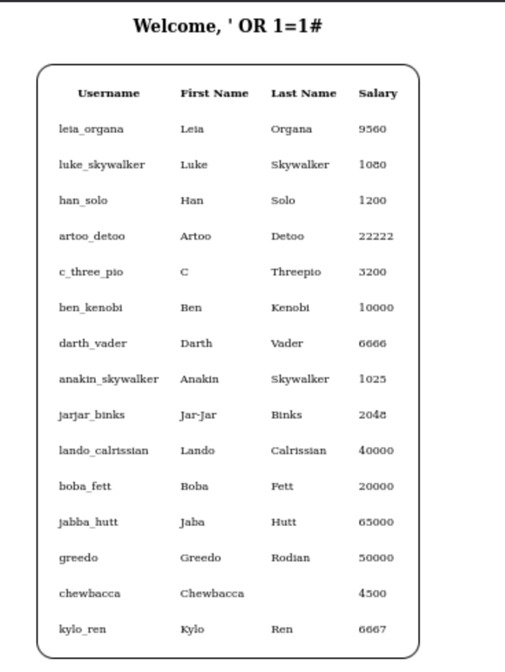 Welcome, ' OR 1=1#
Username First Name Last Name Salary
leia_organa Leia Organa 9560
luke_skywalker Luke Skywalker 1080
han_solo Han Solo 1200
artoo_detoo Artoo Detoo 22222
c_three_pio C Threepio 3200
ben_kenobi Ben Kenobi 10000
darth_vader Darth Vader 6666
anakin_skywalker Anakin Skywalker 1025
jarjar_binks Jar-Jar Binks 2048
lando_calrissian Lando Calrissian 40000
boba_fett Boba Fett 20000
jabba_hutt Jaba Hutt 65000
greedo Greedo Rodian 50000
chewbacca Chewbacca 4500
kylo_ren Kylo Ren 6667